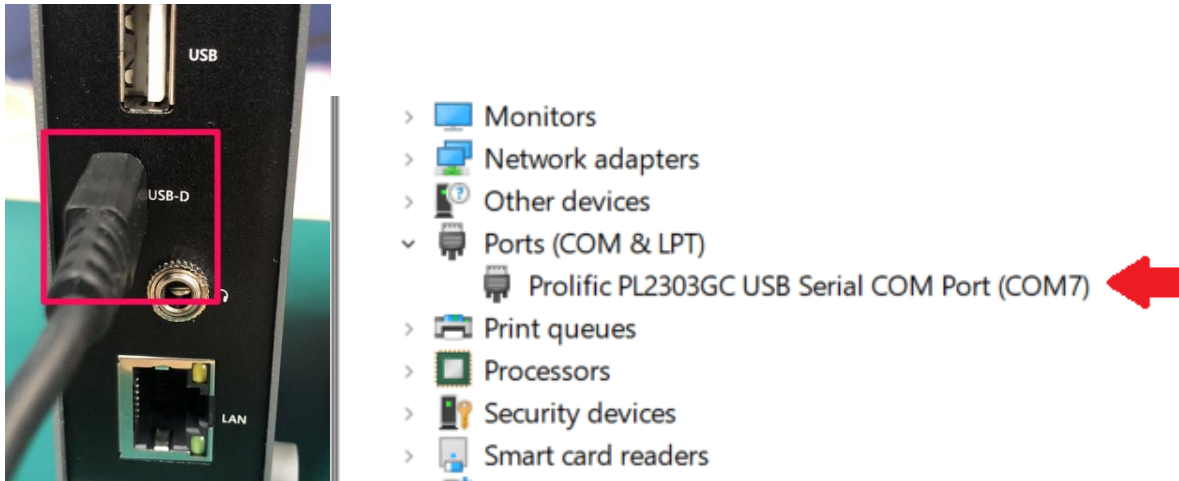 USB
USB-D
LAN
Monitors
Network adapters
Other devices
Ports (COM & LPT)
Prolific PL2303GC USB Serial COM Port (COM7)
Print queues
Processors
Security devices
Smart card readers